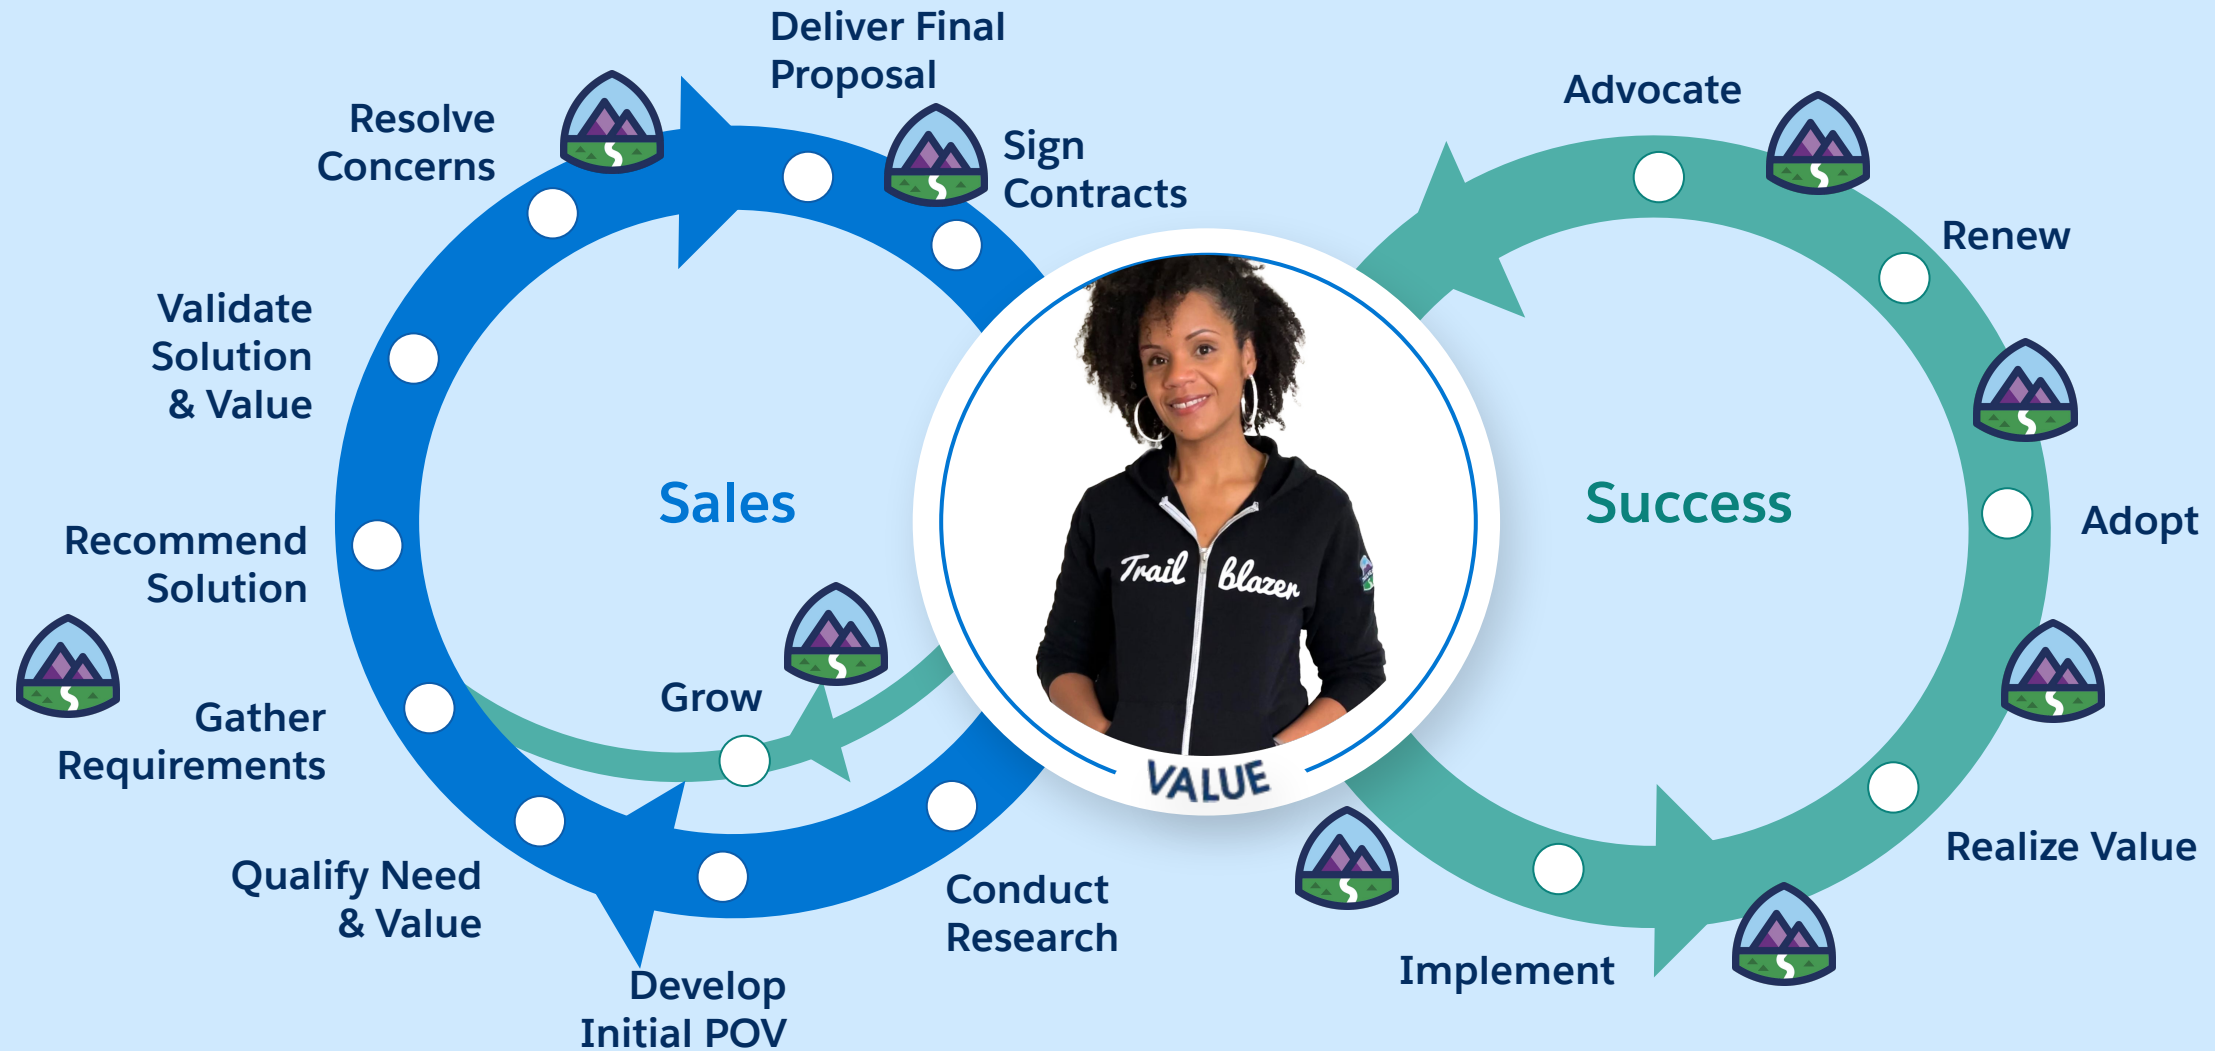 Deliver Final
Proposal
Resolve
Concerns
Sign
Contracts
Validate
Solution
& Value
Sales
Recommend
Solution
Gather
Requirements
Grow
Qualify Need
& Value
Develop
Initial POV
Conduct
Research
Trail blazer
VALUE
Advocate
Renew
Success
Adopt
Realize Value
Implement